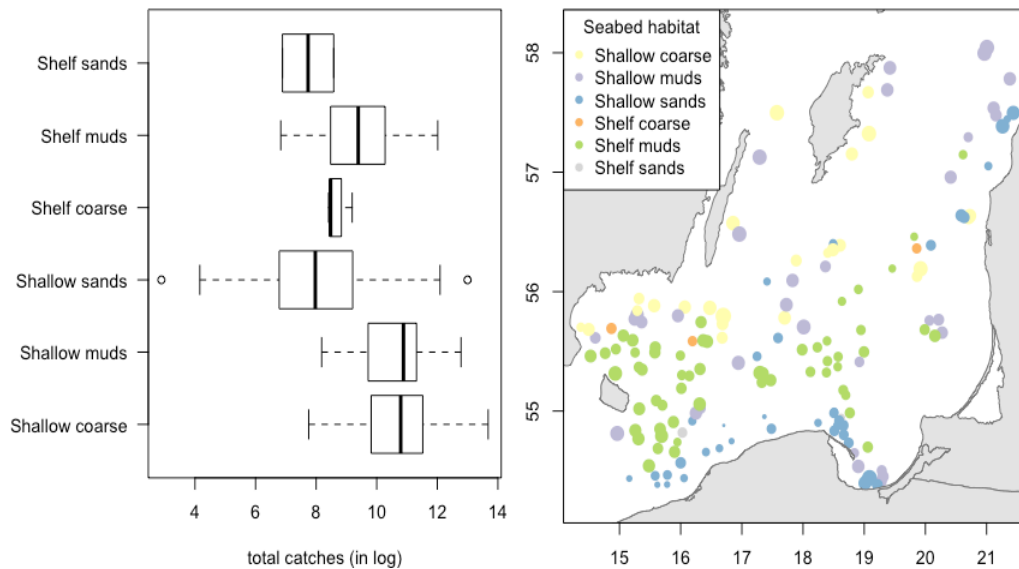 Shelf sands
Shelf muds
Shelf coarse
Shallow sands
Shallow muds
Shallow coarse
4 6 8 10 12 14
total catches (in log)
Seabed habitat
Shallow coarse
Shallow muds
Shallow sands
Shelf coarse
Shelf muds
Shelf sands
58
57
56
55
15 16 17 18 19 20 21